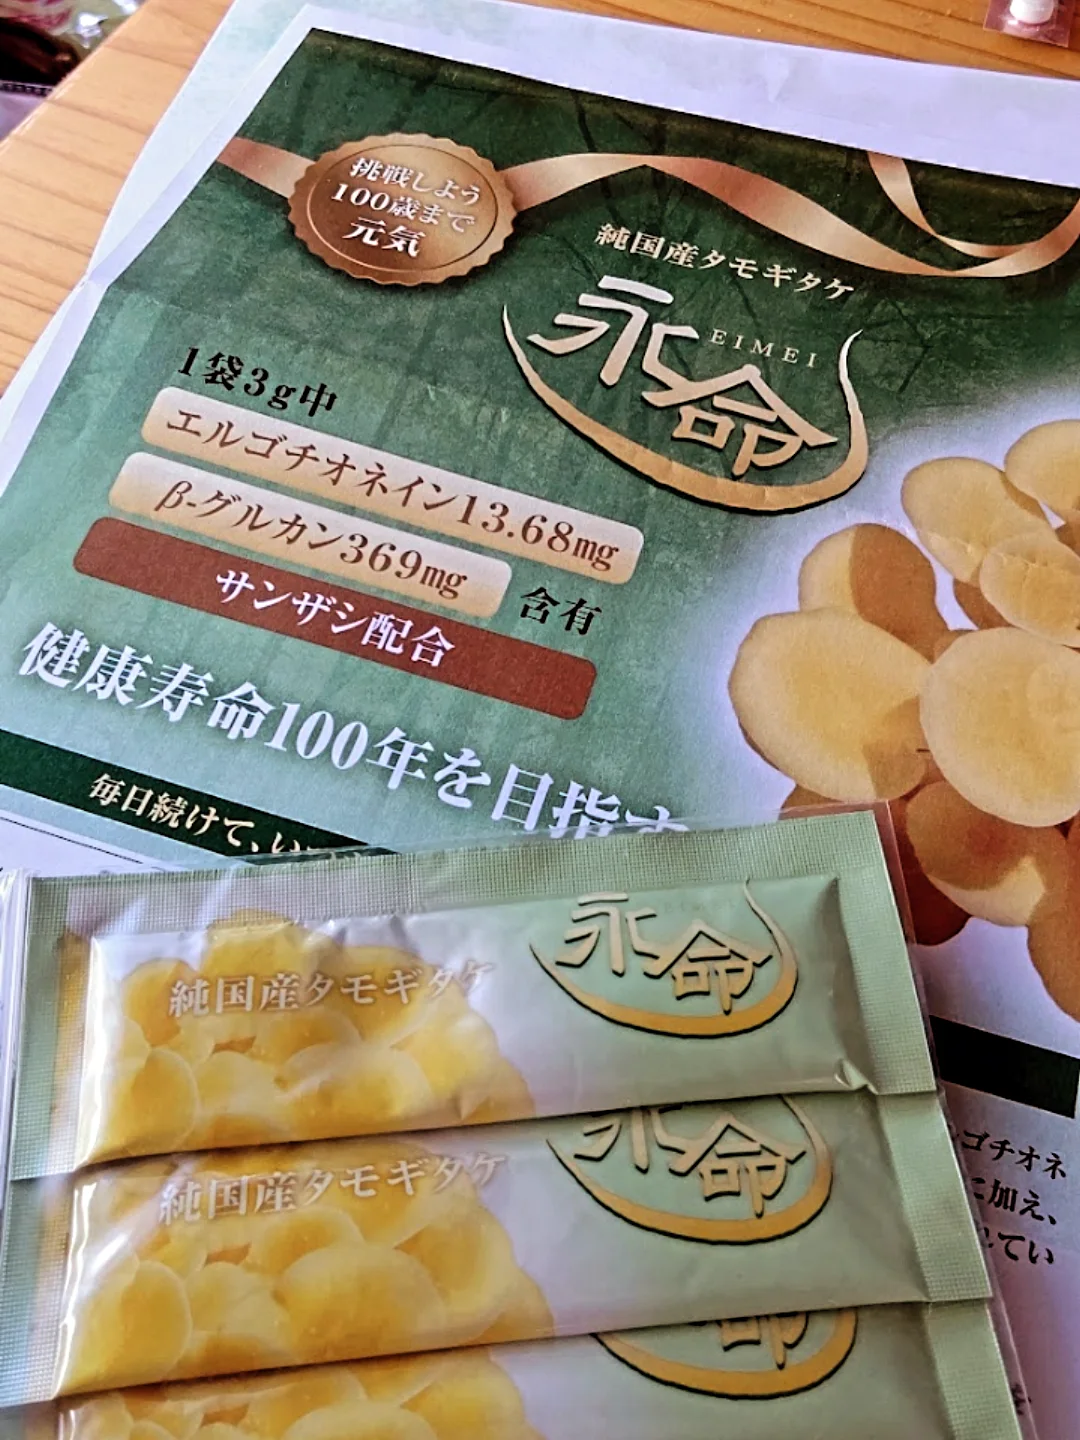 挑戦しよう
100歳まで
元気
純国産タモギタケ
永命
EIMEI
1袋3g中
エルゴチオネイン13.68mg
β-グルカン369mg
含有
サンザシ配合
健康寿命100年を目指す
毎日続けて、い
純国産タモギタケ
永命
純国産タモギタケ
永命
ゴチオネ
に加え、
れてい